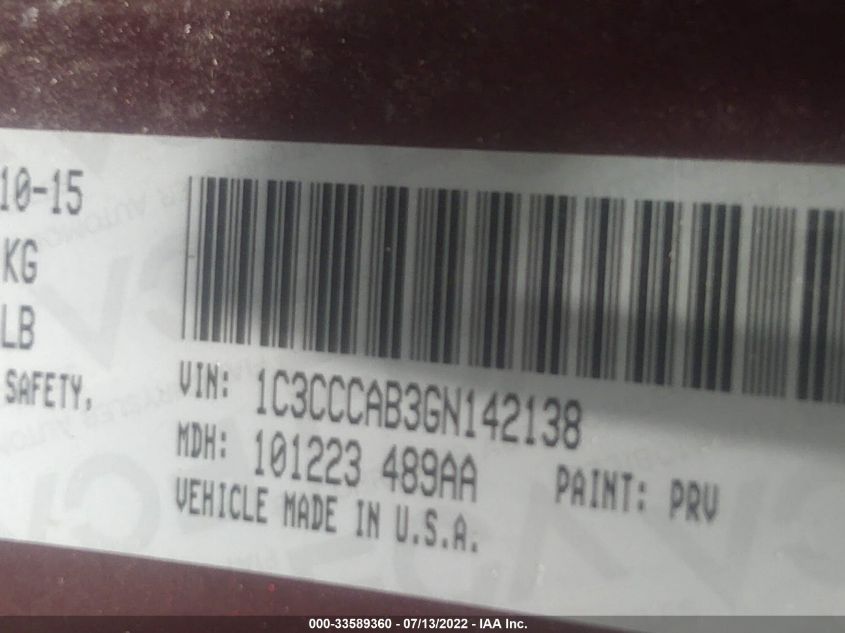 10-15
KG
LB
SAFETY,
VIN: 1C3CCCAB3GN142138
MDH: 101223 489AA PAINT: PRV
VEHICLE MADE IN U.S.A.
000-33589360 - 07/13/2022 - IAA Inc.